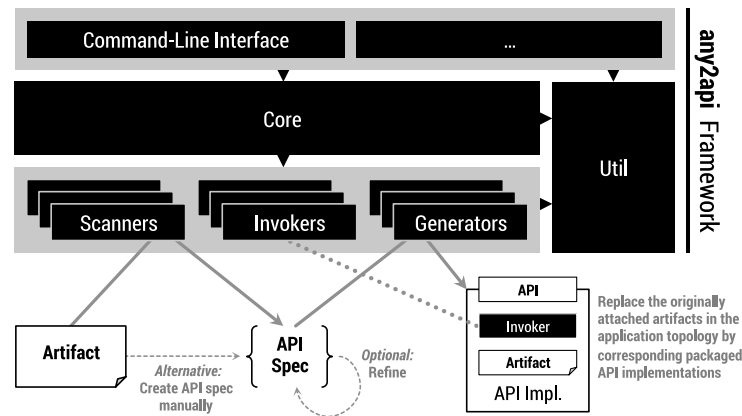 Command-Line Interface
...
any2api Framework
Core
Util
Scanners
Invokers
Generators
Artifact
Alternative:
Create API spec
manually
API
Spec
Optional:
Refine
API
Invoker
Artifact
API Impl.
Replace the originally
attached artifacts in the
application topology by
corresponding packaged
API implementations